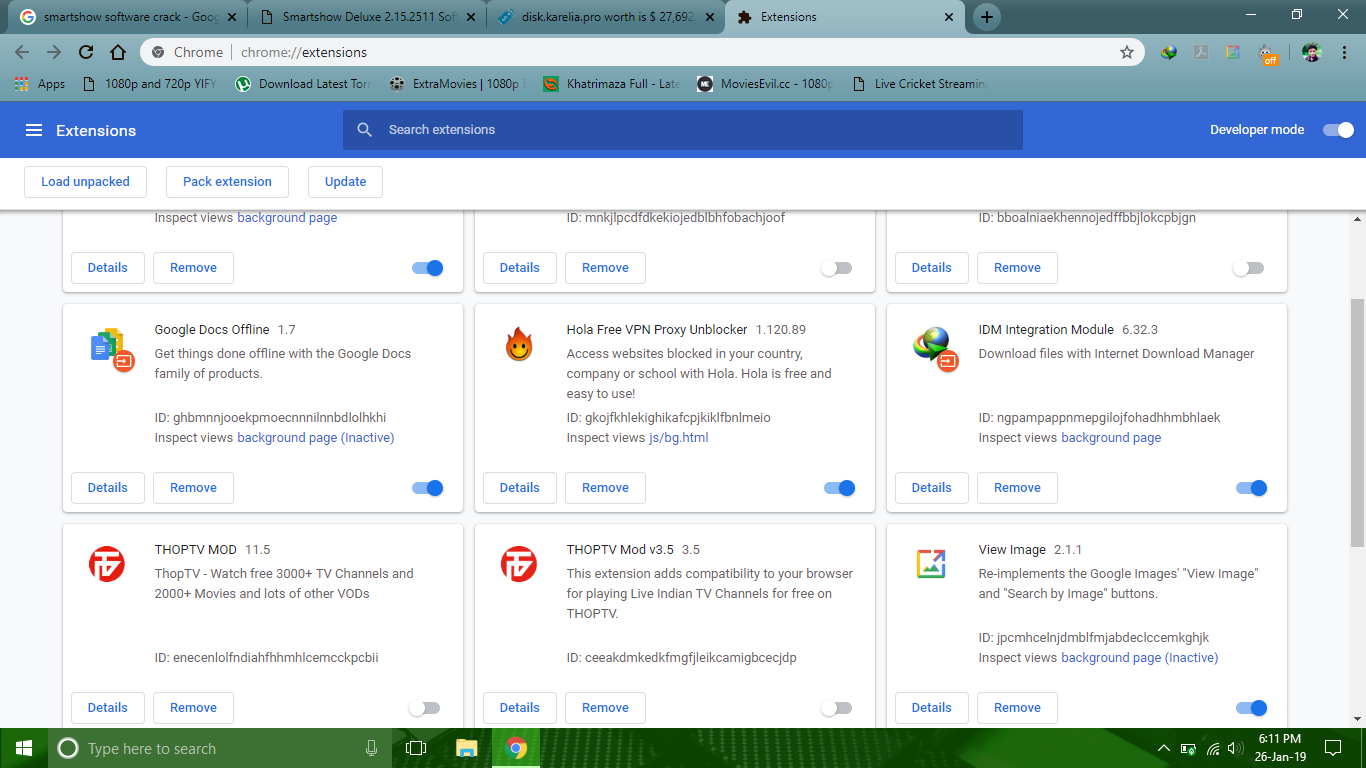 smartshow software crack - Goog
Smartshow Deluxe 2.15.2511 Soft
disk.karelia.pro worth is $ 27,692
Extensions
Chrome
chrome://extensions
off
Apps
1080p and 720p YIFY
Download Latest Torr
ExtraMovies | 1080p
Khatrimaza Full - Late
ME
MoviesEvil.cc - 1080p
Live Cricket Streaming
Extensions
Search extensions
Developer mode
Load unpacked
Pack extension
Update
Inspect views background page
ID: mnkjlpcdfdkekiojedblbhfobachjoof
ID: bboalniaekhennojedffbbjlokcpbjgn
Details
Remove
Details
Remove
Details
Remove
Google Docs Offline 1.7
Get things done offline with the Google Docs
family of products.
ID: ghbmnnjooekpmoecnnnilnnbdlolhkhi
Inspect views background page (Inactive)
Details
Remove
Hola Free VPN Proxy Unblocker 1.120.89
Access websites blocked in your country,
company or school with Hola. Hola is free and
easy to use!
ID: gkojfkhlekighikafcpjkiklfbnlmeio
Inspect views js/bg.html
Details
Remove
IDM Integration Module 6.32.3
Download files with Internet Download Manager
ID: ngpampappnmepgilojfohadhhmbhlaek
Inspect views background page
Details
Remove
THOPTV MOD 11.5
ThopTV - Watch free 3000+ TV Channels and
2000+ Movies and lots of other VODs
ID: enecenlolfndiahfhhmhlcemcckpcbii
Details
Remove
THOPTV Mod v3.5 3.5
This extension adds compatibility to your browser
for playing Live Indian TV Channels for free on
THOPTV.
ID: ceeakdmkedkfmgfjleikcamigbcecjdp
Details
Remove
View Image 2.1.1
Re-implements the Google Images' "View Image"
and "Search by Image" buttons.
ID: jpcmhcelnjdmblfmjabdeclccemkghjk
Inspect views background page (Inactive)
Details
Remove
Type here to search
6:11 PM
26-Jan-19